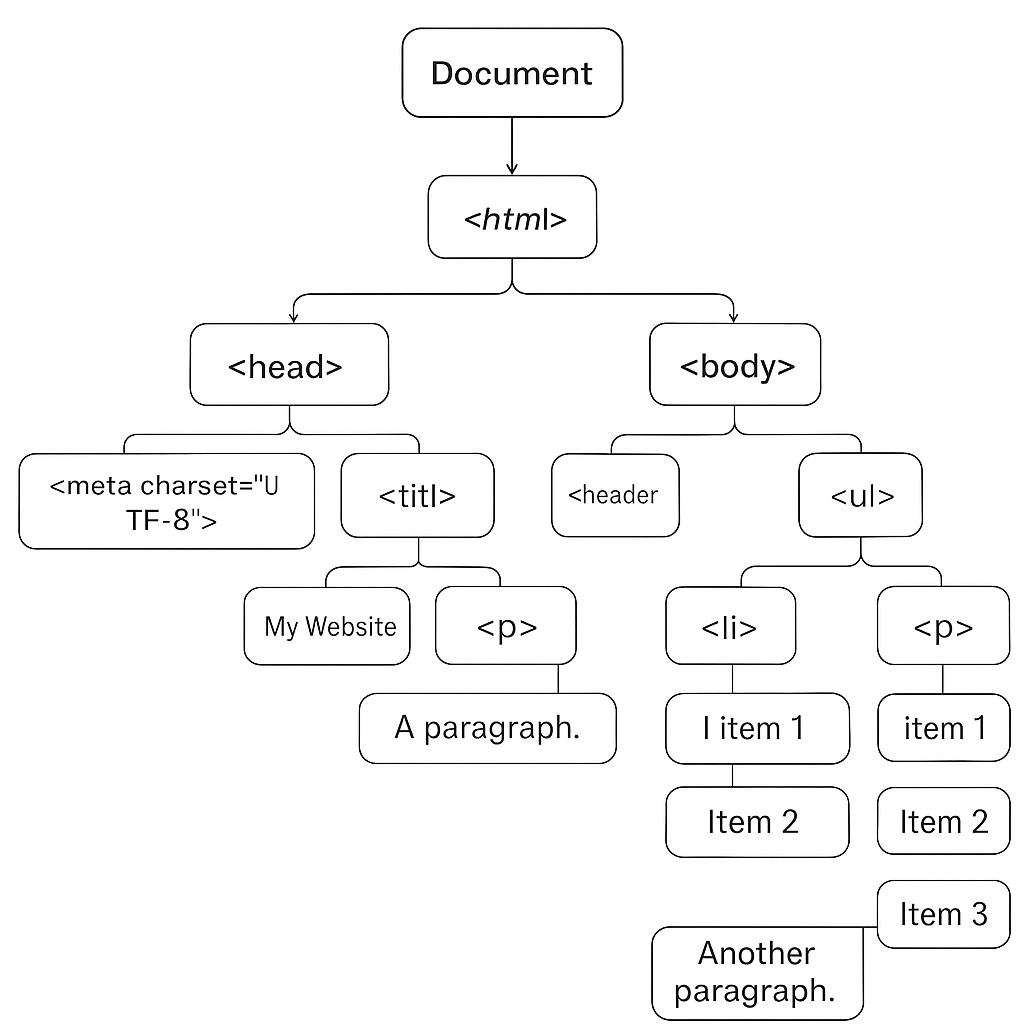 Document
<html>
<head>
<body>
<meta charset="U
TF-8">
<titl>
<header
<ul>
My Website
<p>
<li>
<p>
A paragraph.
I item 1
item 1
Item 2
Item 2
Item 3
Another
paragraph.